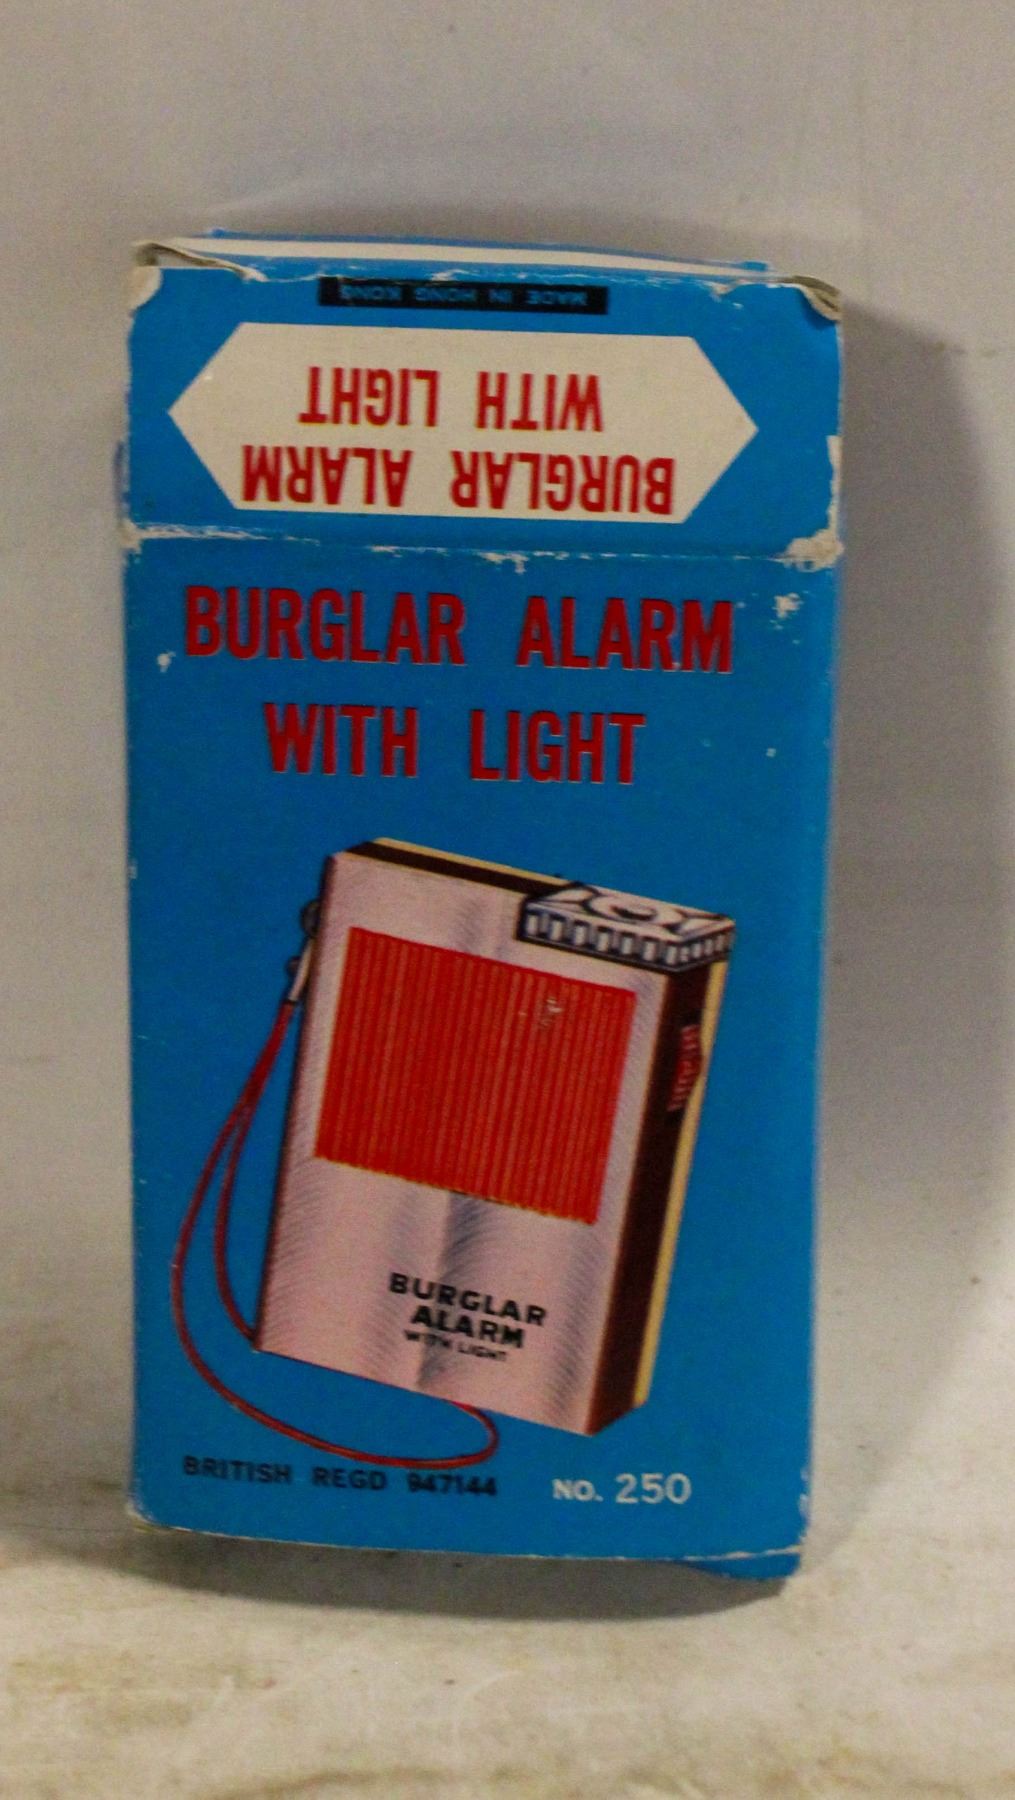 MADE IN HONG KONG
BURGLAR ALARM
WITH LIGHT
BURGLAR ALARM
WITH LIGHT
BURGLAR
ALARM
WITH LIGHT
BRITISH REGD 947144 NO. 250